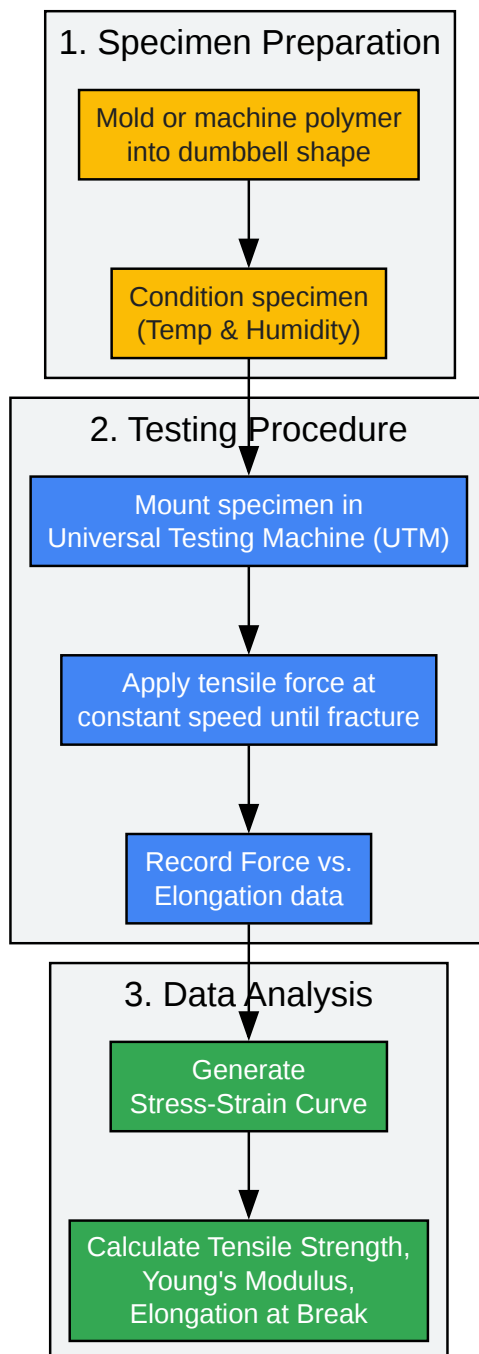 1. Specimen Preparation
Mold or machine polymer
into dumbbell shape
Condition specimen
(Temp & Humidity)
2. Testing Procedure
Mount specimen in
Universal Testing Machine (UTM)
Apply tensile force at
constant speed until fracture
Record Force vs.
Elongation data
3. Data Analysis
Generate
Stress-Strain Curve
Calculate Tensile Strength,
Young's Modulus,
Elongation at Break